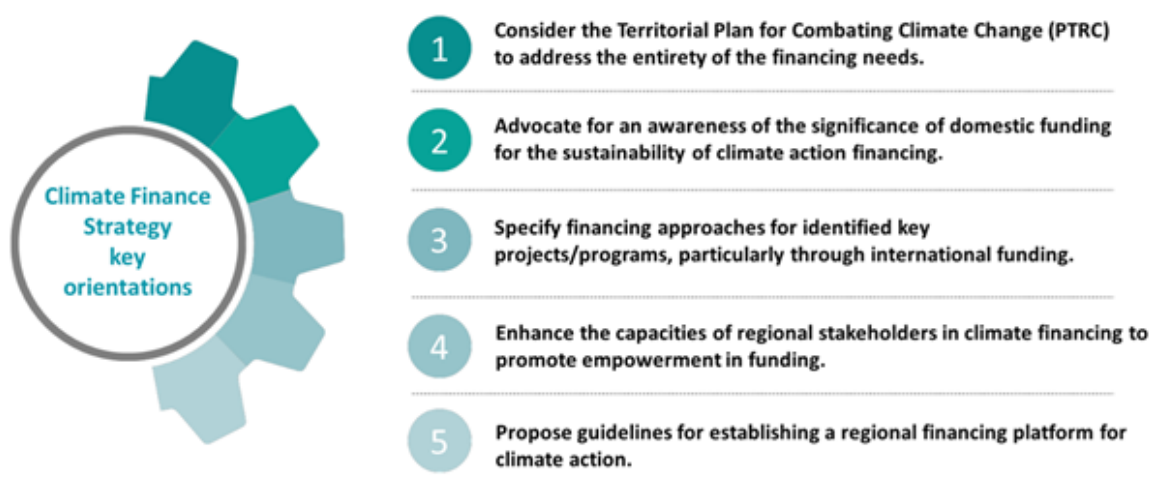 Climate Finance
Strategy
key
orientations
1
Consider the Territorial Plan for Combating Climate Change (PTRC)
to address the entirety of the financing needs.
2
Advocate for an awareness of the significance of domestic funding
for the sustainability of climate action financing.
3
Specify financing approaches for identified key
projects/programs, particularly through international funding.
4
Enhance the capacities of regional stakeholders in climate financing to
promote empowerment in funding.
5
Propose guidelines for establishing a regional financing platform for
climate action.